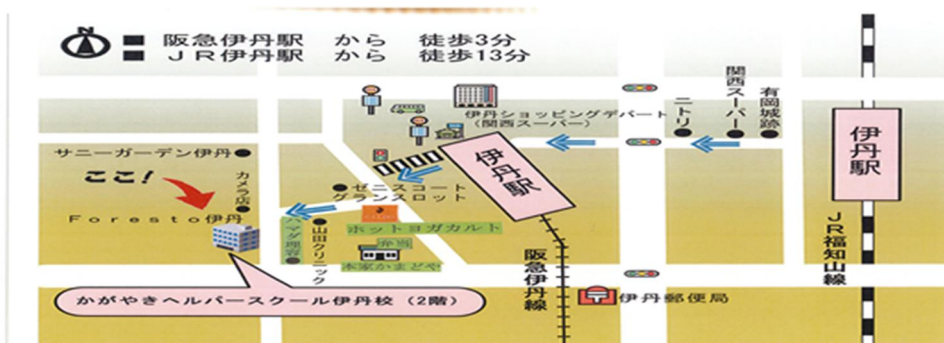 N
■ 阪急伊丹駅 から 徒歩3分
■ JR伊丹駅 から 徒歩13分
関西スーパー
有岡城跡
ニトリ
伊丹ショッピングデパート
(関西スーパー)
伊丹駅
伊丹駅
サニーガーデン伊丹
ここ!
カメラ店
ゼニスコート
グランスロット
Foresto伊丹
ハマダ理容
山田クリニック
ホットヨガカルト
弁当
本家かまどや
阪急伊丹線
JR福知山線
かがやきヘルパースクール伊丹校(2階)
伊丹郵便局